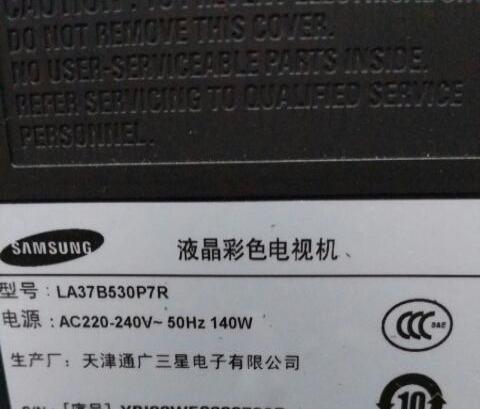 DO NOT REMOVE THIS COVER.
NO USER-SERVICEABLE PARTS INSIDE.
REFER SERVICING TO QUALIFIED SERVICE
PERSONNEL.
SAMSUNG
液晶彩色电视机
型号：LA37B530P7R
电源：AC220-240V~ 50Hz 140W
CCC S&E
生产厂：天津通广三星电子有限公司
10